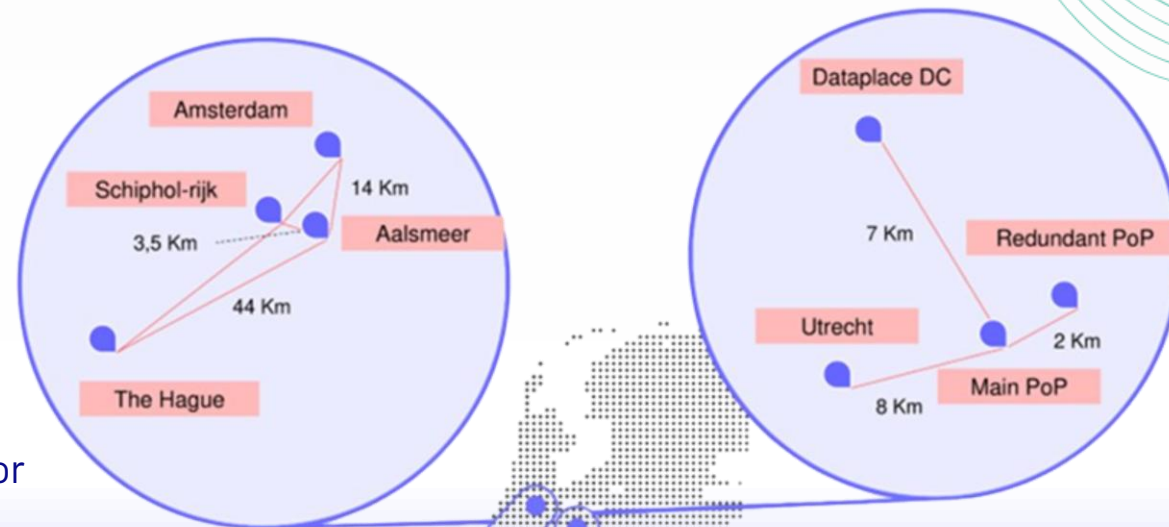 Amsterdam
Schiphol-rijk
14 Km
Aalsmeer
3,5 Km
44 Km
The Hague
or
Dataplace DC
7 Km
Redundant PoP
Utrecht
2 Km
Main PoP
8 Km